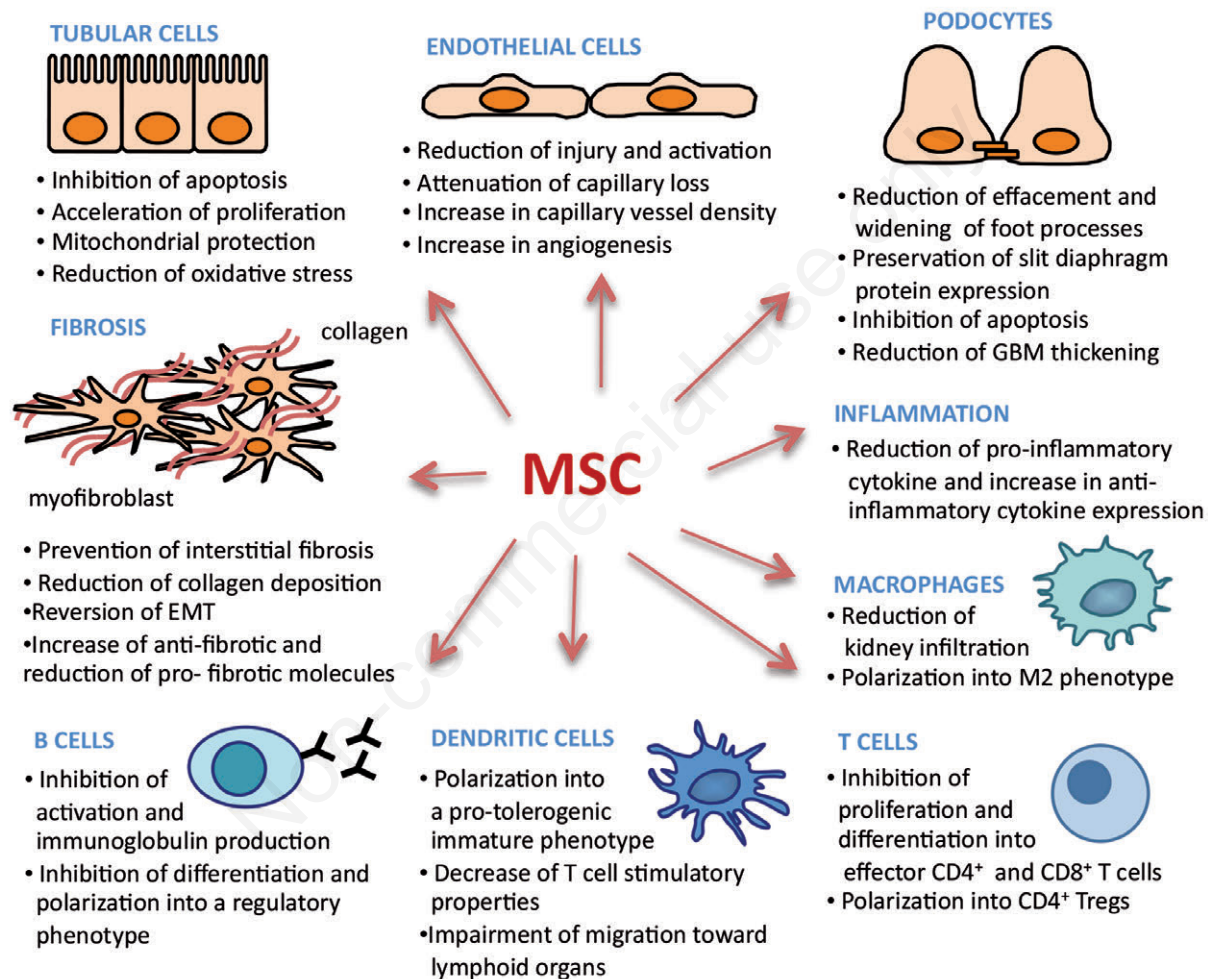 TUBULAR CELLS
• Inhibition of apoptosis
• Acceleration of proliferation
• Mitochondrial protection
• Reduction of oxidative stress
ENDOTHELIAL CELLS
• Reduction of injury and activation
• Attenuation of capillary loss
• Increase in capillary vessel density
• Increase in angiogenesis
PODOCYTES
• Reduction of effacement and
widening of foot processes
• Preservation of slit diaphragm
protein expression
• Inhibition of apoptosis
• Reduction of GBM thickening
FIBROSIS
collagen
myofibroblast
• Prevention of interstitial fibrosis
• Reduction of collagen deposition
•Reversion of EMT
•Increase of anti-fibrotic and
reduction of pro- fibrotic molecules
MSC
INFLAMMATION
• Reduction of pro-inflammatory
cytokine and increase in anti-
inflammatory cytokine expression
MACROPHAGES
• Reduction of
kidney infiltration
• Polarization into M2 phenotype
B CELLS
• Inhibition of
activation and
immunoglobulin production
• Inhibition of differentiation and
polarization into a regulatory
phenotype
DENDRITIC CELLS
• Polarization into
a pro-tolerogenic
immature phenotype
• Decrease of T cell stimulatory
properties
•Impairment of migration toward
lymphoid organs
T CELLS
• Inhibition of
proliferation and
differentiation into
effector CD4⁺ and CD8⁺ T cells
• Polarization into CD4⁺ Tregs
Non-commercial use only